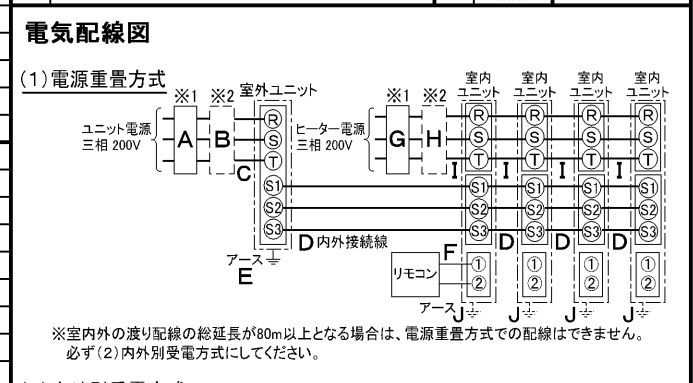 電気配線図
(1)電源重畳方式
※1 ※2 室外ユニット ※1 ※2 室内ユニット 室内ユニット 室内ユニット 室内ユニット
ユニット電源 三相 200V A B R ヒーター電源 三相 200V G H R R R R
S S S S S
C T T I T I T I T
S1 S1 S1 S1 S1
S2 S2 S2 S2 S2
S3 D 内外接続線 S3 D S3 D S3 D S3
アース E リモコン F ① ① ① ①
② ② ② ②
アース J J J J
※室内外の渡り配線の総延長が80m以上となる場合は、電源重畳方式での配線はできません。
必ず(2)内外別受電方式にしてください。